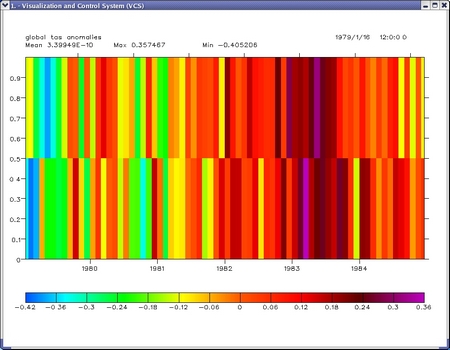 1. - Visualization and Control System (VCS)
global tas anomalies
1979/1/16 12:0:0 0
Mean 3.39949E-10 Max 0.357467 Min -0.405206
0.9
0.8
0.7
0.6
0.5
0.4
0.3
0.2
0.1
0
1980 1981 1982 1983 1984
-0.42 -0.36 -0.3 -0.24 -0.18 -0.12 -0.06 0 0.06 0.12 0.18 0.24 0.3 0.36